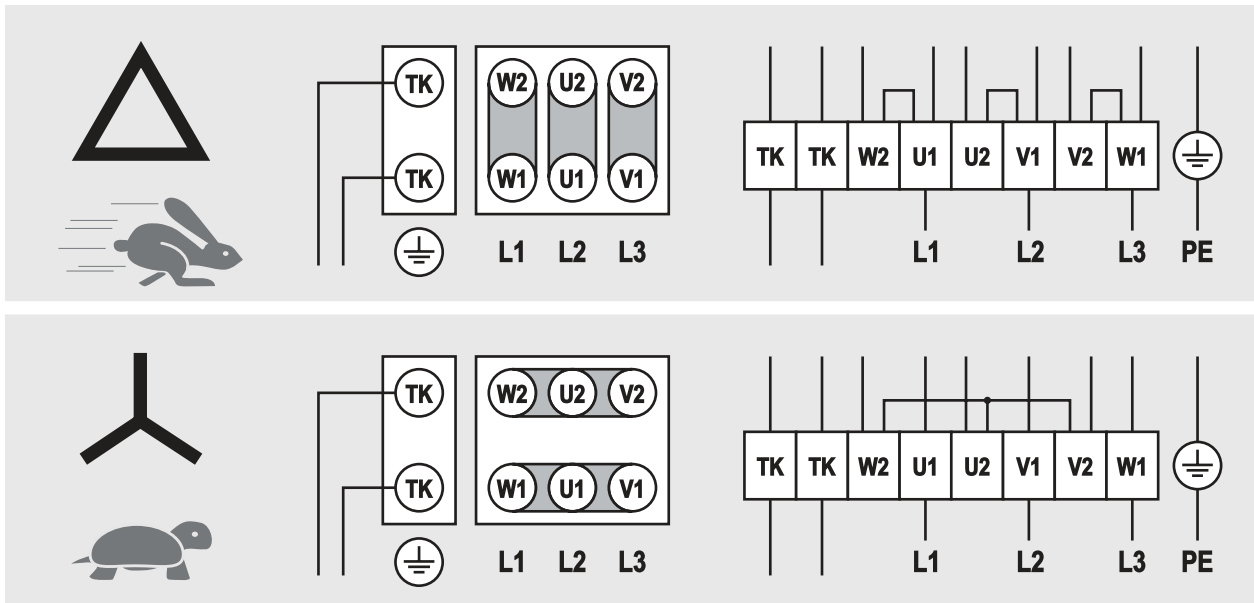 TK W2 U2 V2
TK W1 U1 V1
L1 L2 L3
TK TK W2 U1 U2 V1 V2 W1
L1 L2 L3 PE
TK W2 U2 V2
TK W1 U1 V1
L1 L2 L3
TK TK W2 U1 U2 V1 V2 W1
L1 L2 L3 PE